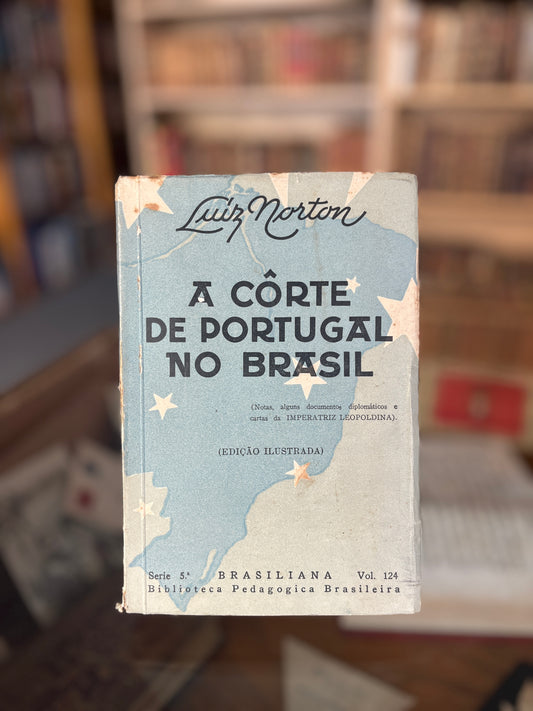 Luíz Norton
A CÔRTE
DE PORTUGAL
NO BRASIL
(Notas, alguns documentos diplomáticos e
cartas da IMPERATRIZ LEOPOLDINA).
(EDIÇÃO ILUSTRADA)
Serie 5.ª BRASILIANA Vol. 124
Biblioteca Pedagogica Brasileira